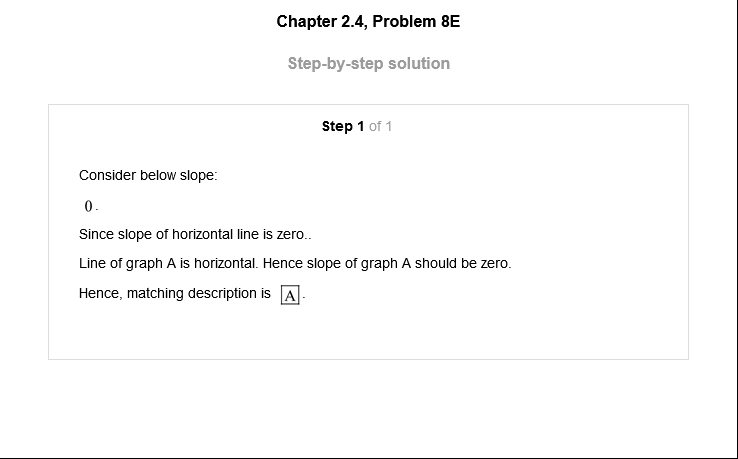 Chapter 2.4, Problem 8E
Step-by-step solution
Step 1 of 1
Consider below slope:
0.
Since slope of horizontal line is zero..
Line of graph A is horizontal. Hence slope of graph A should be zero.
Hence, matching description is A.